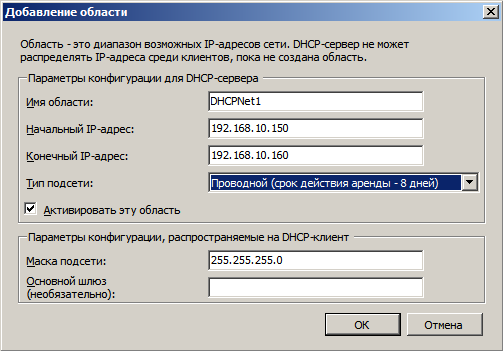 Добавление области
Область - это диапазон возможных IP-адресов сети. DHCP-сервер не может
распределять IP-адреса среди клиентов, пока не создана область.
Параметры конфигурации для DHCP-сервера
Имя области: DHCPNet1
Начальный IP-адрес: 192.168.10.150
Конечный IP-адрес: 192.168.10.160
Тип подсети: Проводной (срок действия аренды - 8 дней)
Активировать эту область
Параметры конфигурации, распространяемые на DHCP-клиент
Маска подсети: 255.255.255.0
Основной шлюз
(необязательно):
ОК Отмена